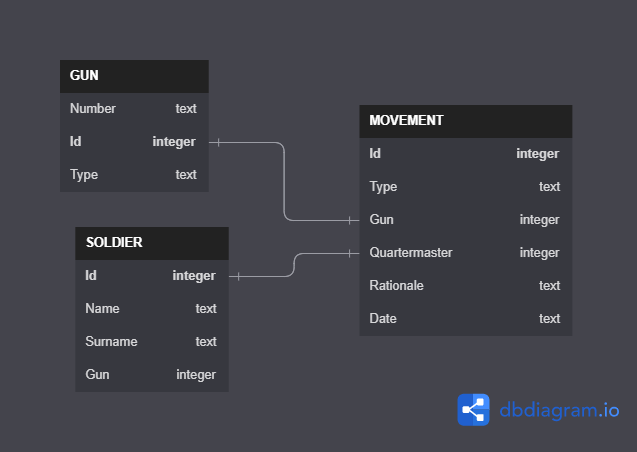 GUN
Number text
Id integer
Type text
SOLDIER
Id integer
Name text
Surname text
Gun integer
MOVEMENT
Id integer
Type text
Gun integer
Quartermaster integer
Rationale text
Date text
dbdiagram.io